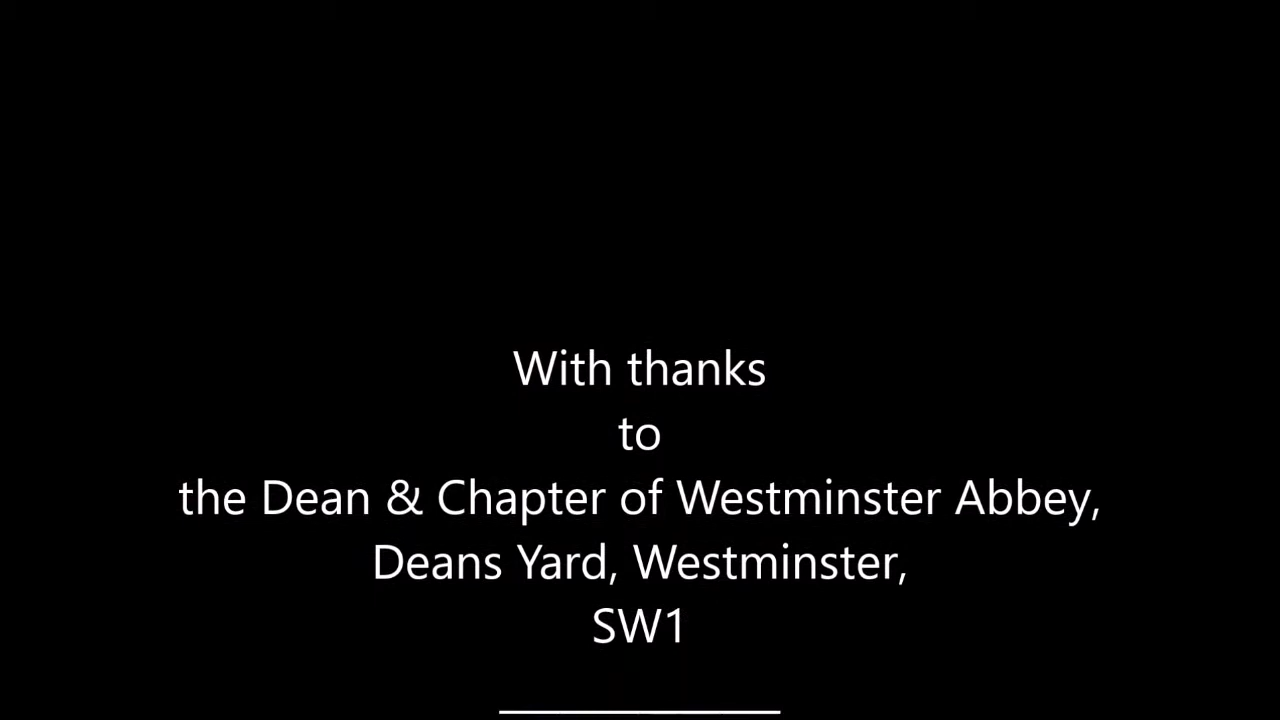 With thanks
to
the Dean & Chapter of Westminster Abbey,
Deans Yard, Westminster,
SW1